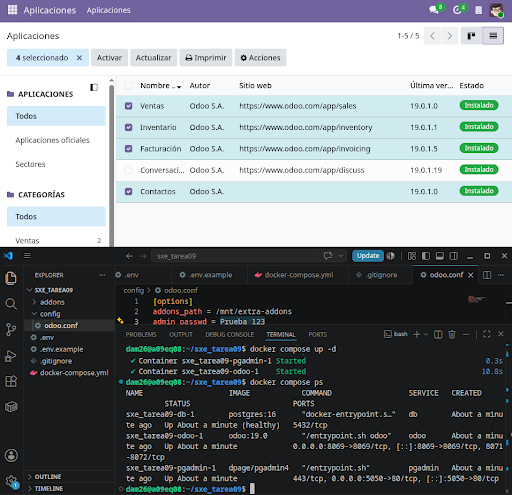 Aplicaciones Aplicaciones 8 4
Aplicaciones 1-5 / 5
4 seleccionado × Activar Actualizar Imprimir Acciones
APLICACIONES
Todos
Aplicaciones oficiales
Sectores
CATEGORÍAS
Todos
Ventas 2
Nombre .. Autor Sitio web Última ver... Estado
Ventas Odoo S.A. https://www.odoo.com/app/sales 19.0.1.0 Instalado
Inventario Odoo S.A. https://www.odoo.com/app/inventory 19.0.1.1 Instalado
Facturación Odoo S.A. https://www.odoo.com/app/invoicing 19.0.1.5 Instalado
Conversaci... Odoo S.A. https://www.odoo.com/app/discuss 19.0.1.19 Instalado
Contactos Odoo S.A. 19.0.1.0 Instalado
sxe_tarea09 Update
EXPLORER ... .env .env.example docker-compose.yml .gitignore odoo.conf
SXE_TAREA09
addons
config
odoo.conf
.env
.env.example
.gitignore
docker-compose.yml
OUTLINE
TIMELINE
config > odoo.conf
1 [options]
2 addons_path = /mnt/extra-addons
3 admin_passwd = Prueba_123
PROBLEMS OUTPUT DEBUG CONSOLE TERMINAL PORTS bash
dam26@a09eq08:~/sxe_tarea09$ docker compose up -d
✔ Container sxe_tarea09-pgadmin-1 Started 0.3s
✔ Container sxe_tarea09-odoo-1 Started 10.8s
dam26@a09eq08:~/sxe_tarea09$ docker compose ps
NAME IMAGE COMMAND SERVICE CREATED
STATUS PORTS
sxe_tarea09-db-1 postgres:16 "docker-entrypoint.s…" db About a minu
te ago Up About a minute (healthy) 5432/tcp
sxe_tarea09-odoo-1 odoo:19.0 "/entrypoint.sh odoo" odoo About a minu
te ago Up About a minute 0.0.0.0:8069->8069/tcp, [::]:8069->8069/tcp, 8071
-8072/tcp
sxe_tarea09-pgadmin-1 dpage/pgadmin4 "/entrypoint.sh" pgadmin About a minu
te ago Up About a minute 443/tcp, 0.0.0.0:5050->80/tcp, [::]:5050->80/tcp
dam26@a09eq08:~/sxe_tarea09$